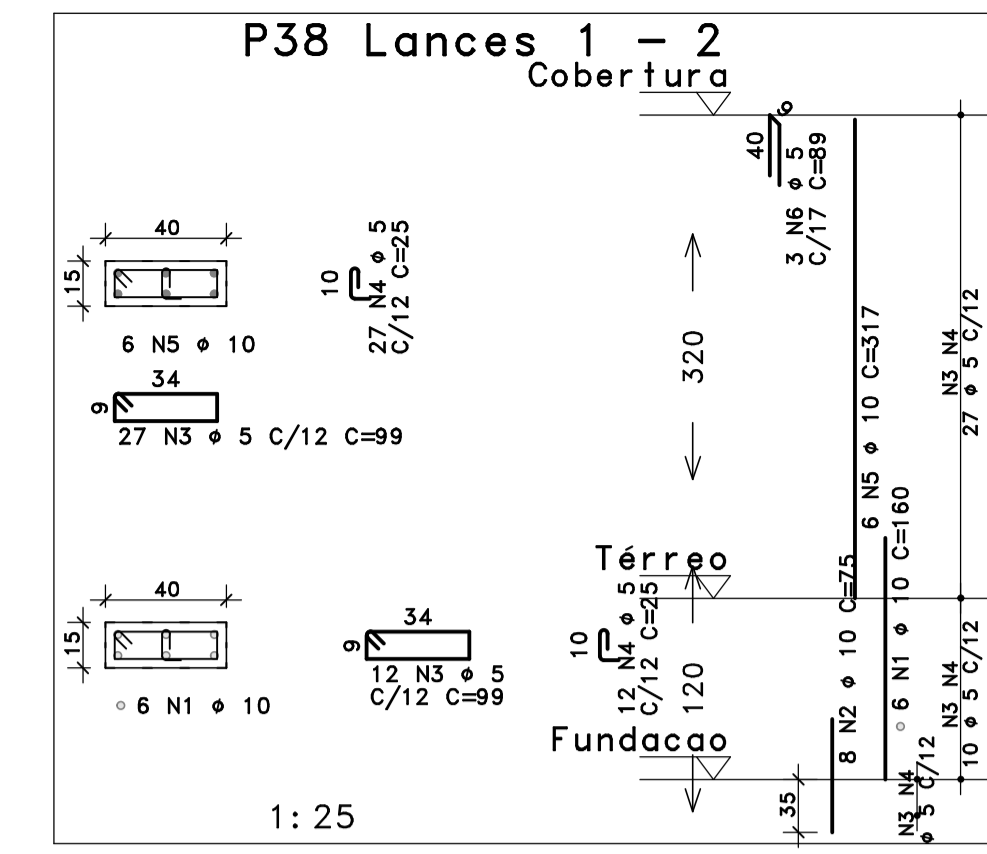 P38 Lances 1 – 2
Cobertura
40
6
3 N6 ø 5
C/17 C=89
40
15
6 N5 ø 10
10
27 N4 ø 5
C/12 C=25
34
9
27 N3 ø 5 C/12 C=99
320
6 N5 ø 10 C=317
N3 N4
27 ø 5 C/12
Térreo
40
15
6 N1 ø 10
34
9
12 N3 ø 5
C/12 C=99
10
12 N4 ø 5
C/12 C=25
120
8 N2 ø 10 C=75
6 N1 ø 10 C=160
N3 N4
10 ø 5 C/12
Fundacao
35
N3 N4
ø 5 C/12
1:25